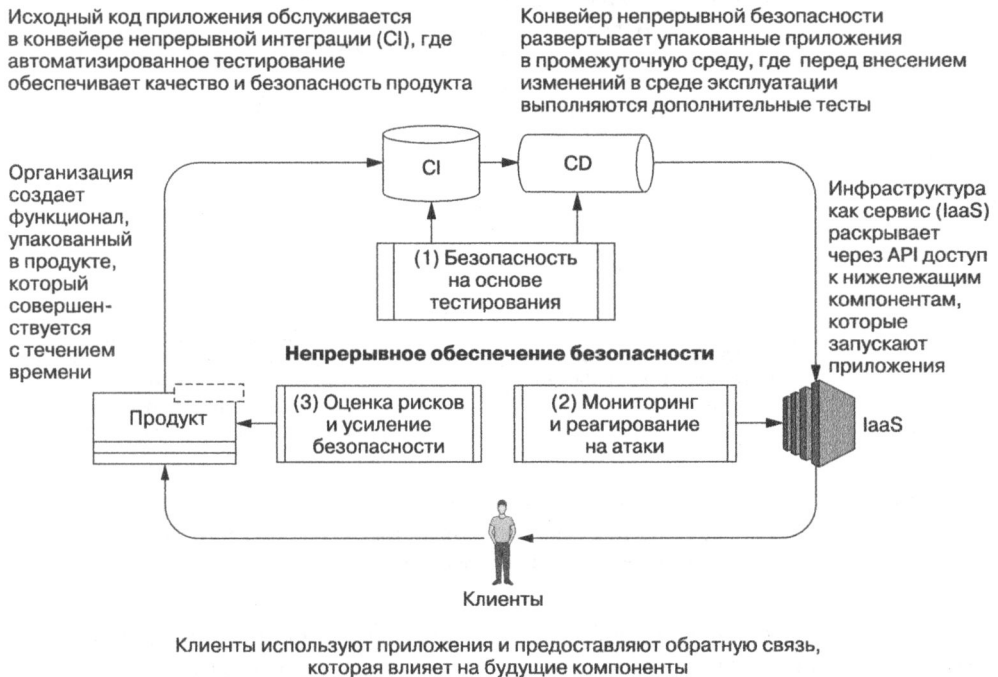 Исходный код приложения обслуживается
в конвейере непрерывной интеграции (CI), где
автоматизированное тестирование
обеспечивает качество и безопасность продукта
Конвейер непрерывной безопасности
развертывает упакованные приложения
в промежуточную среду, где перед внесением
изменений в среде эксплуатации
выполняются дополнительные тесты
CI
CD
Организация
создает
функционал,
упакованный
в продукте,
который
совершен-
ствуется
с течением
времени
Инфраструктура
как сервис (IaaS)
раскрывает
через API доступ
к нижележащим
компонентам,
которые
запускают
приложения
(1) Безопасность
на основе
тестирования
Непрерывное обеспечение безопасности
Продукт
(3) Оценка рисков
и усиление
безопасности
(2) Мониторинг
и реагирование
на атаки
IaaS
Клиенты
Клиенты используют приложения и предоставляют обратную связь,
которая влияет на будущие компоненты